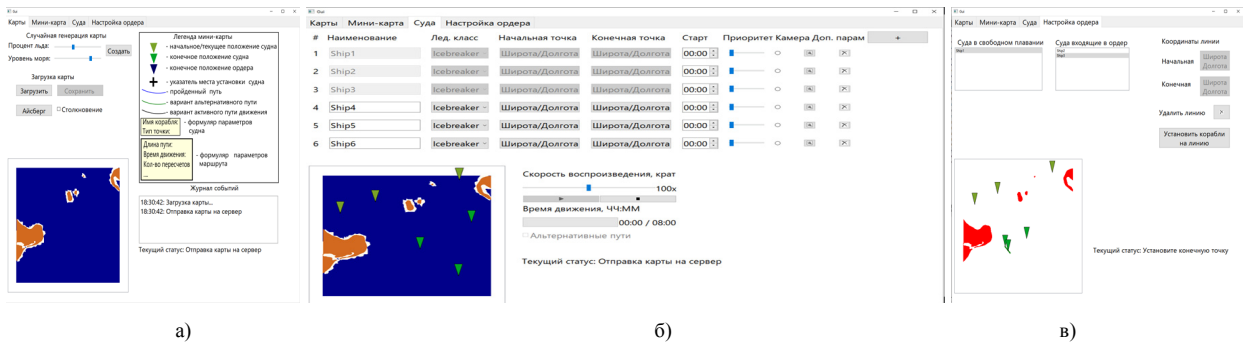 Карты Мини-карта Суда Настройка ордера
Случайная генерация карты
Процент льда:
Уровень моря:
Создать
Загрузка карты
Загрузить Сохранить
Айсберг Столкновение
Легенда мини-карты
- начальное/текущее положение судна
- конечное положение судна
- конечное положение ордера
- указатель места установки судна
- пройденный путь
- вариант альтернативного пути
- вариант активного пути движения
Имя корабля:
Тип точки:
- формуляр параметров
судна
Длина пути:
Время движения:
Кол-во пересчетов
...
- формуляр параметров
маршрута
Журнал событий
18:30:42: Загрузка карты...
18:30:42: Отправка карты на сервер
Текущий статус: Отправка карты на сервер
а)
Карты Мини-карта Суда Настройка ордера
# Наименование Лед. класс Начальная точка Конечная точка Старт Приоритет Камера Доп. парам +
1 Ship1 Icebreaker Широта/Долгота Широта/Долгота 00:00
2 Ship2 Icebreaker Широта/Долгота Широта/Долгота 00:00
3 Ship3 Icebreaker Широта/Долгота Широта/Долгота 00:00
4 Ship4 Icebreaker Широта/Долгота Широта/Долгота 00:00
5 Ship5 Icebreaker Широта/Долгота Широта/Долгота 00:00
6 Ship6 Icebreaker Широта/Долгота Широта/Долгота 00:00
Скорость воспроизведения, крат
100x
Время движения, ЧЧ:ММ
00:00 / 08:00
Альтернативные пути
Текущий статус: Отправка карты на сервер
б)
Карты Мини-карта Суда Настройка ордера
Суда в свободном плавании
Суда входящие в ордер
Координаты линии
Начальная
Широта
Долгота
Конечная
Широта
Долгота
Удалить линию
Установить корабли
на линию
Текущий статус: Установите конечную точку
в)